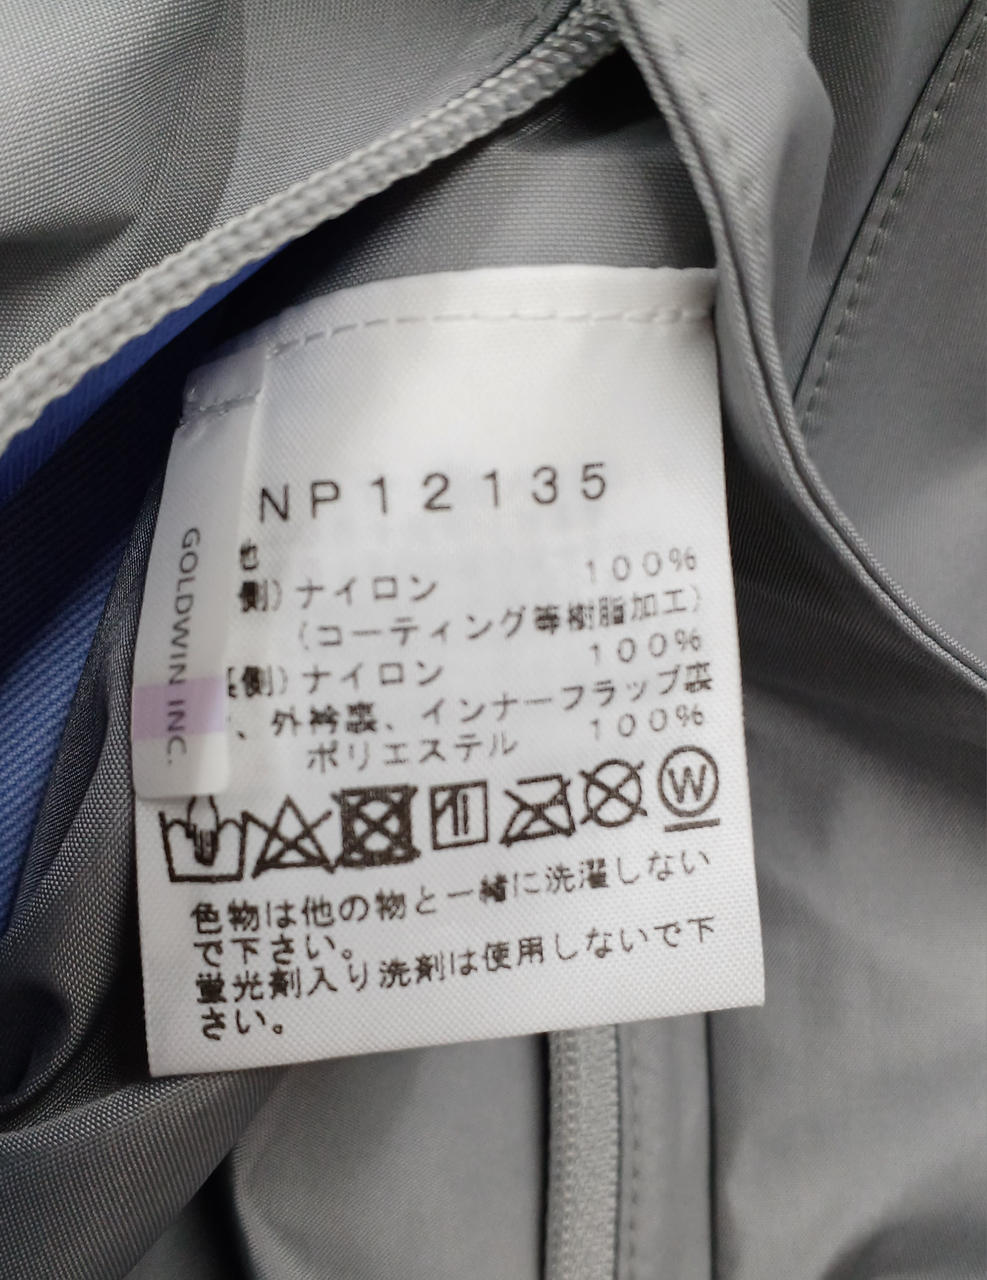 NP12135
GOLDWIN INC.
地
側) ナイロン 100%
(コーティング等樹脂加工)
側) ナイロン 100%
、外衿裏、インナーフラップ裏
ポリエステル 100%
W
色物は他の物と一緒に洗濯しない
で下さい。
蛍光剤入り洗剤は使用しないで下
さい。